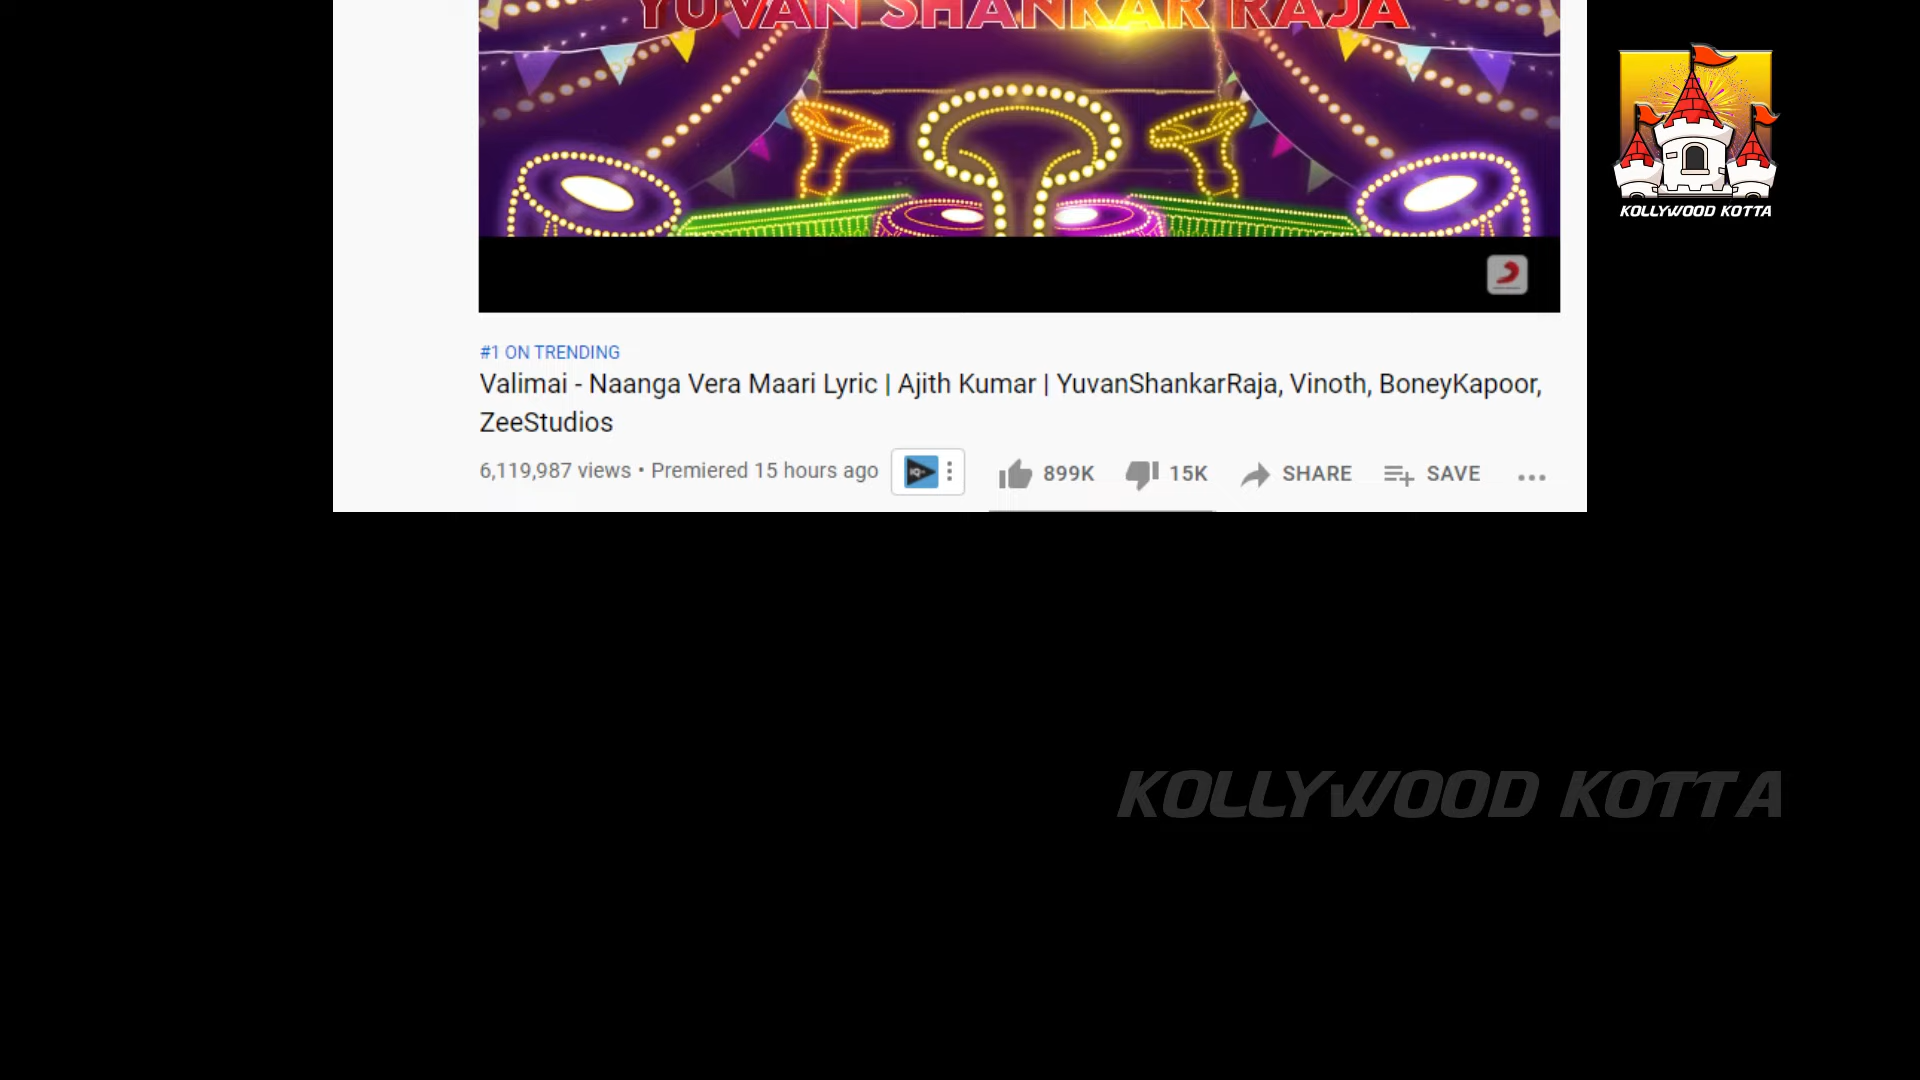 YUVAN SHANKAR RAJA
KOLLYWOOD KOTTA
#1 ON TRENDING
Valimai - Naanga Vera Maari Lyric | Ajith Kumar | YuvanShankarRaja, Vinoth, BoneyKapoor,
ZeeStudios
6,119,987 views • Premiered 15 hours ago
899K 15K SHARE SAVE
KOLLYWOOD KOTTA